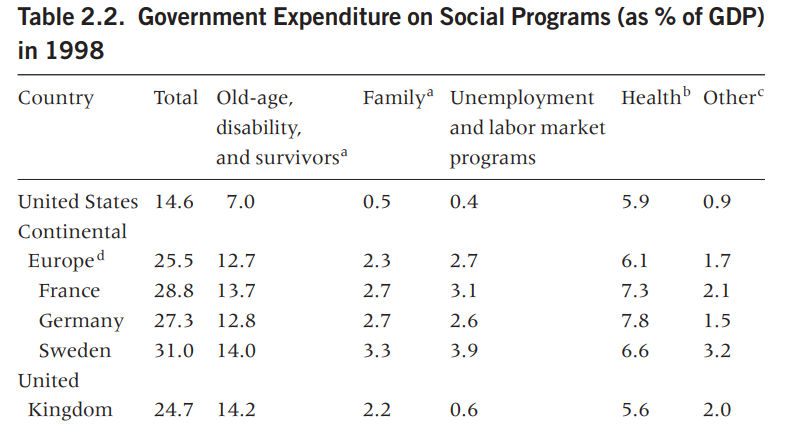 Table 2.2. Government Expenditure on Social Programs (as % of GDP)
in 1998
Country Total Old-age, Familyᵃ Unemployment Healthᵇ Otherᶜ
disability, and labor market
and survivorsᵃ programs
United States 14.6 7.0 0.5 0.4 5.9 0.9
Continental
Europeᵈ 25.5 12.7 2.3 2.7 6.1 1.7
France 28.8 13.7 2.7 3.1 7.3 2.1
Germany 27.3 12.8 2.7 2.6 7.8 1.5
Sweden 31.0 14.0 3.3 3.9 6.6 3.2
United
Kingdom 24.7 14.2 2.2 0.6 5.6 2.0